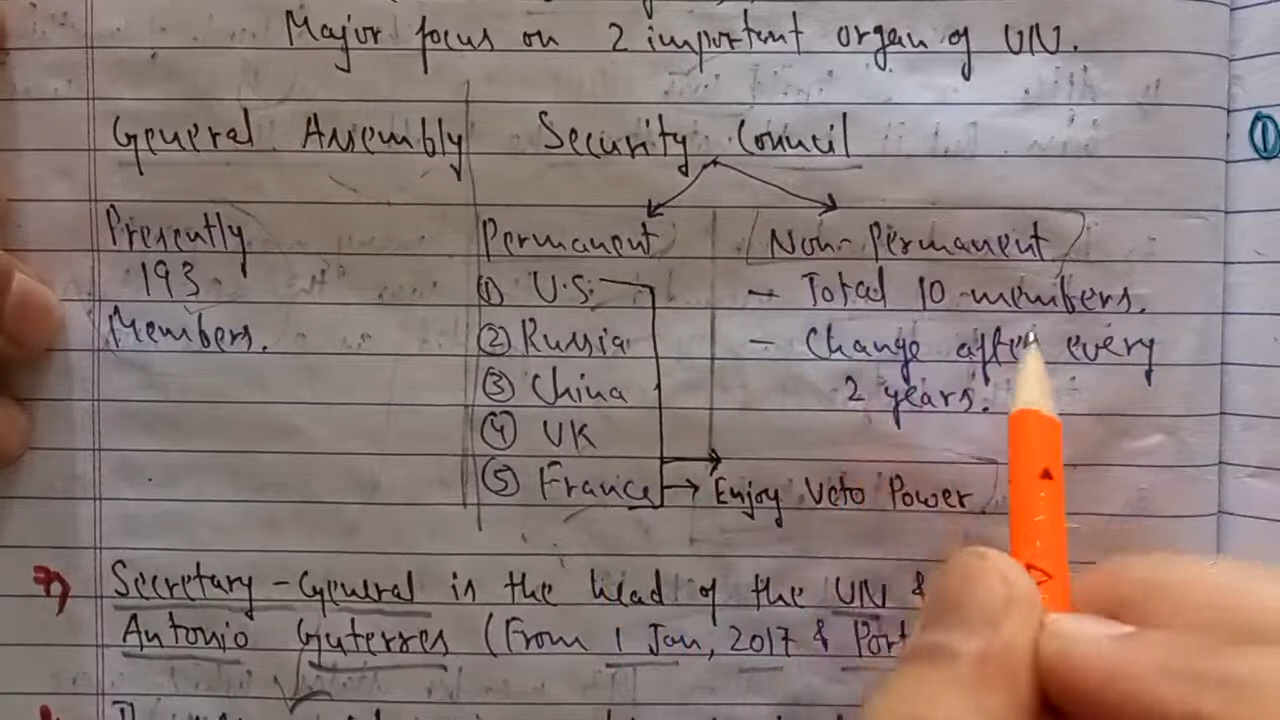 Major focus on 2 important organ of UN.
General Assembly
Security Council
Presently
193
Members.
Permanent
① U.S.
② Russia
③ China
④ UK
⑤ France
Non-Permanent
- Total 10 members.
- Change after every
2 years.
→ Enjoy Veto Power
①
7) Secretary-General is the head of the UN &
Antonio Guterres (From 1 Jan, 2017 & Port